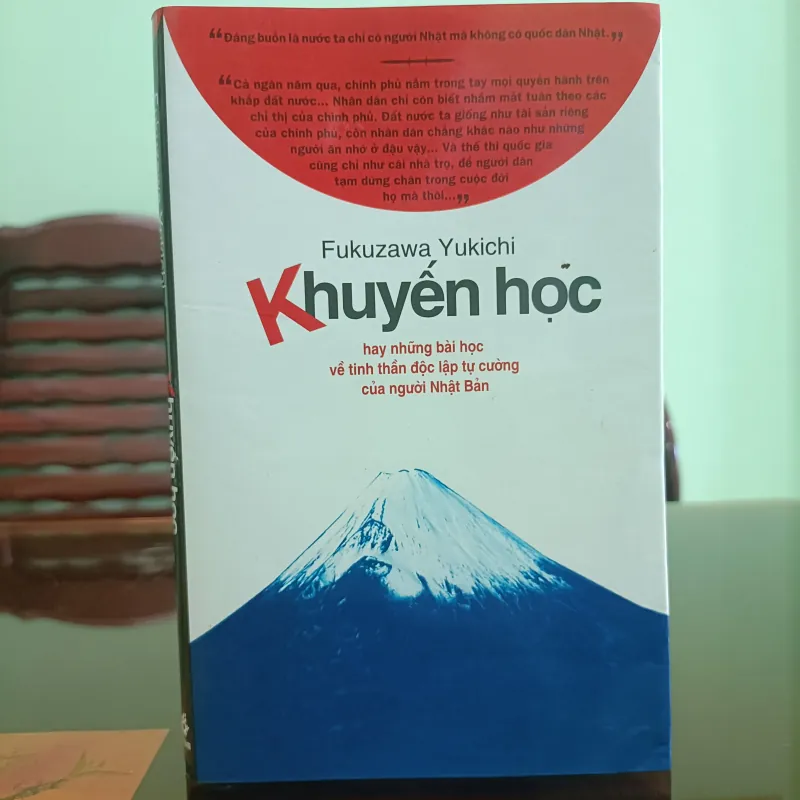 “Đáng buồn là nước ta chỉ có người Nhật mà không có quốc dân Nhật.”
“Cả ngàn năm qua, chính phủ nắm trong tay mọi quyền hành trên
khắp đất nước... Nhân dân chỉ còn biết nhắm mắt tuân theo các
chỉ thị của chính phủ. Đất nước ta giống như tài sản riêng
của chính phủ, còn nhân dân chẳng khác nào như những
người ăn nhờ ở đậu vậy... Và thế thì quốc gia
cũng chỉ như cái nhà trọ, để người dân
tạm dừng chân trong cuộc đời
họ mà thôi...”
Fukuzawa Yukichi
Khuyến học
hay những bài học
về tinh thần độc lập tự cường
của người Nhật Bản
Khuyến học